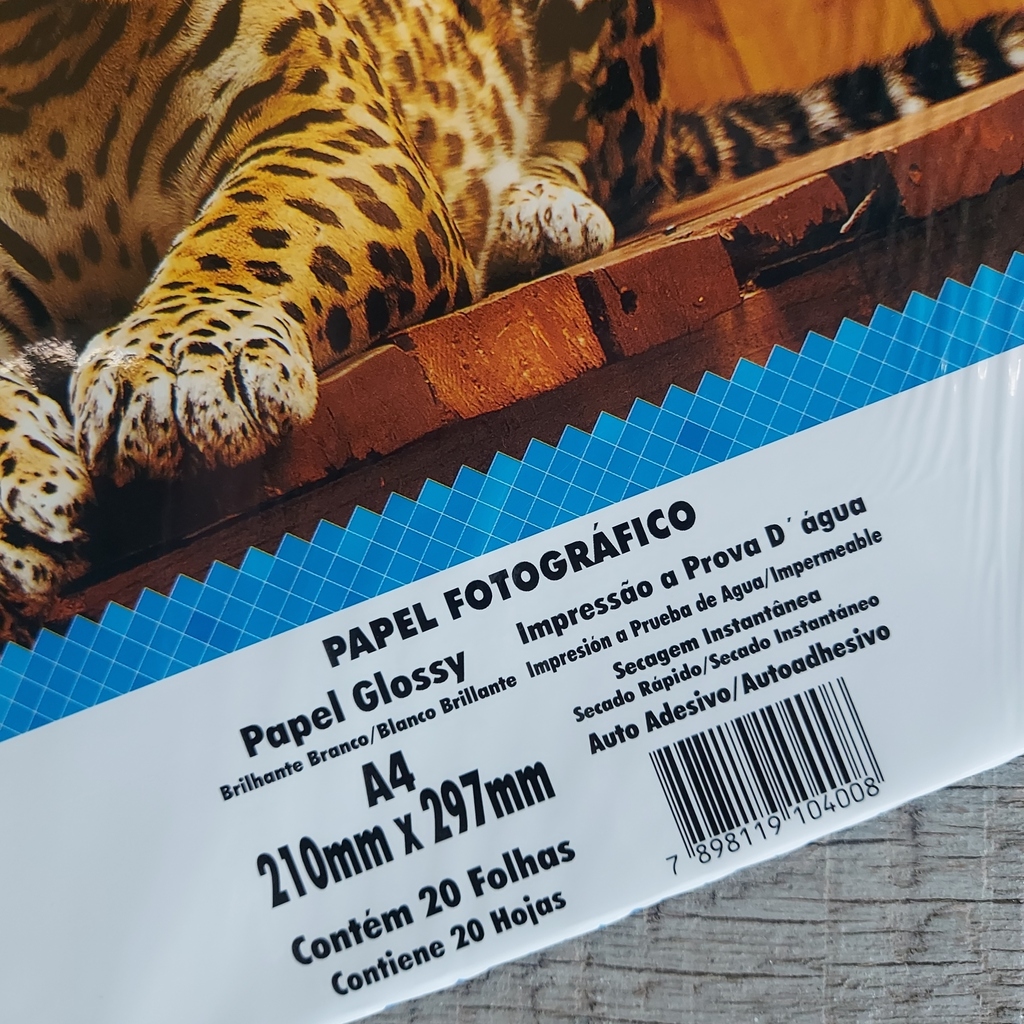 PAPEL FOTOGRÁFICO
Papel Glossy
Brilhante Branco/Blanco Brillante
A4
210mm x 297mm
Contém 20 Folhas
Contiene 20 Hojas
Impressão a Prova D´água
Impresión a Prueba de Agua/Impermeable
Secagem Instantânea
Secado Rápido/Secado Instantáneo
Auto Adesivo/Autoadhesivo
7 898119 104008